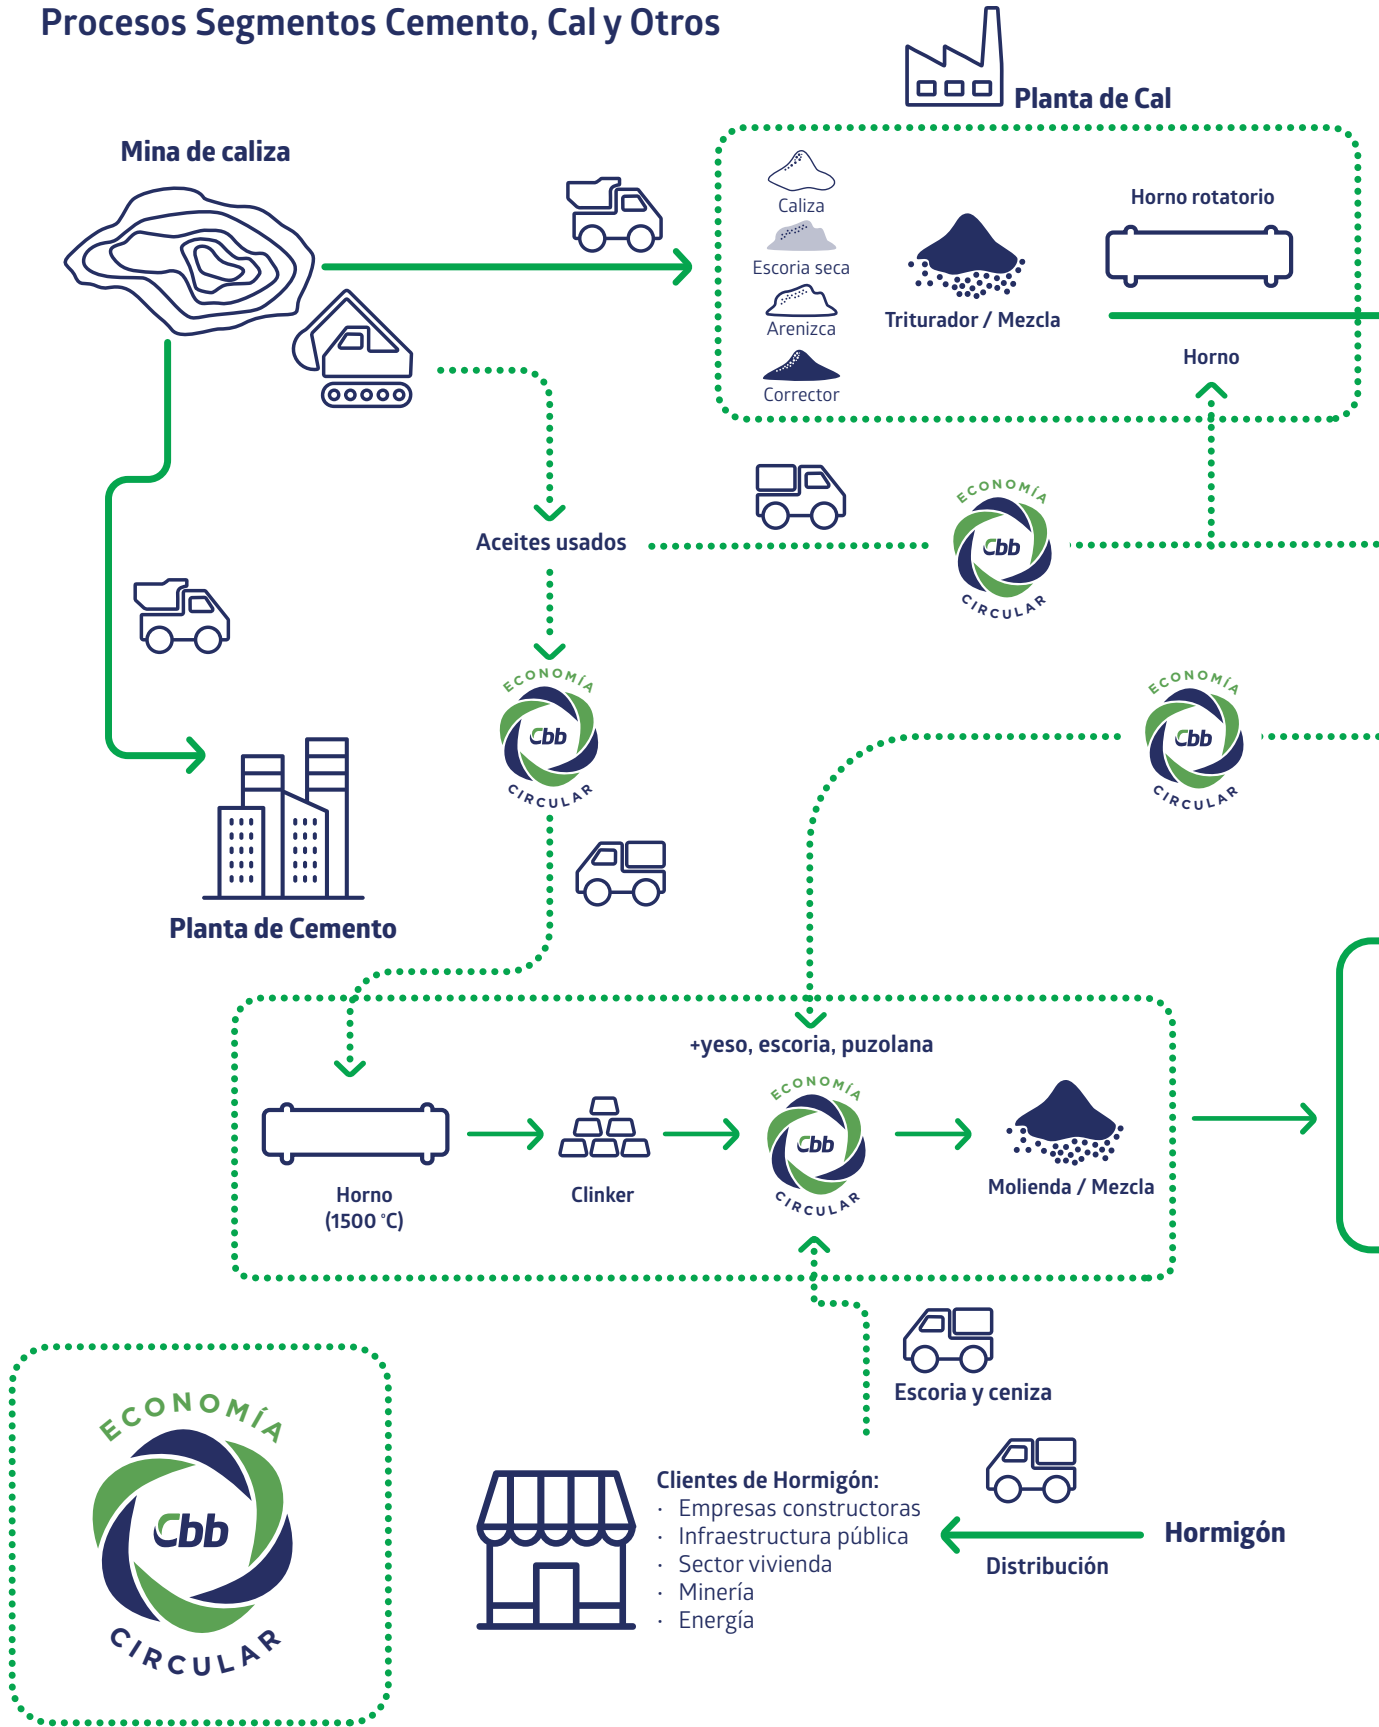 Procesos Segmentos Cemento, Cal y Otros
Planta de Cal
Mina de caliza
Caliza
Escoria seca
Arenizca
Corrector
Triturador / Mezcla
Horno rotatorio
Horno
Aceites usados
ECONOMÍA
Cbb
CIRCULAR
ECONOMÍA
Cbb
CIRCULAR
ECONOMÍA
Cbb
CIRCULAR
Planta de Cemento
+yeso, escoria, puzolana
ECONOMÍA
Cbb
CIRCULAR
Horno
(1500 °C)
Clinker
Molienda / Mezcla
Escoria y ceniza
ECONOMÍA
Cbb
CIRCULAR
Clientes de Hormigón:
· Empresas constructoras
· Infraestructura pública
· Sector vivienda
· Minería
· Energía
Distribución
Hormigón